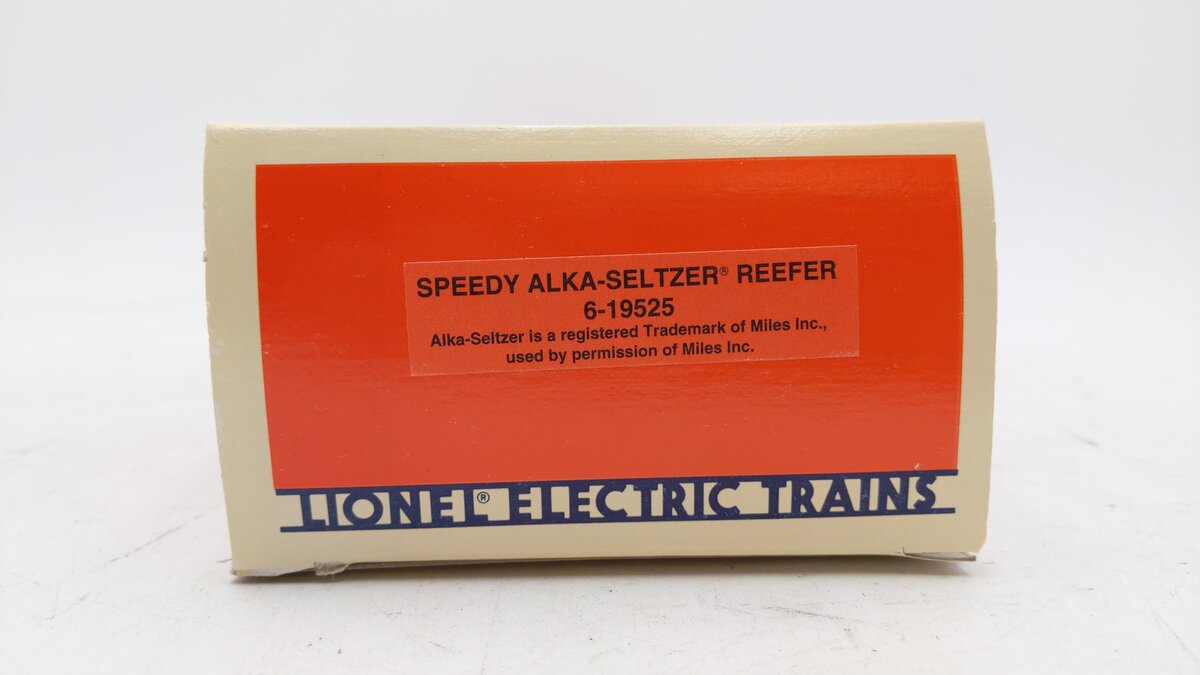 SPEEDY ALKA-SELTZER® REEFER
6-19525
Alka-Seltzer is a registered Trademark of Miles Inc.,
used by permission of Miles Inc.
LIONEL® ELECTRIC TRAINS